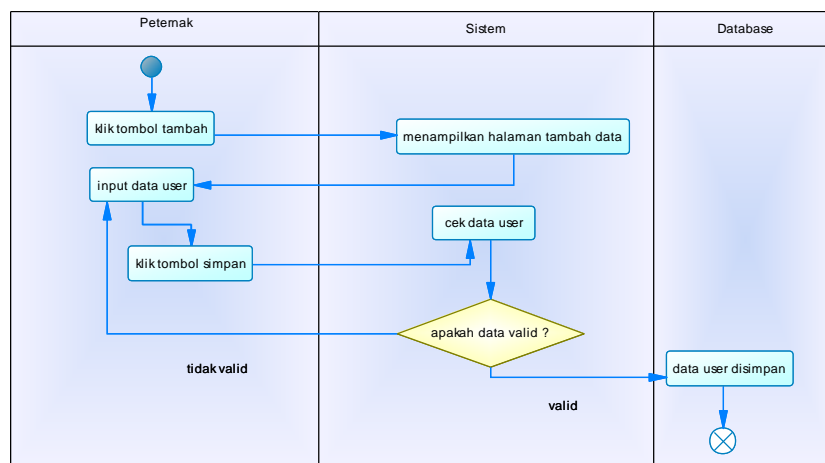 Peternak
Sistem
Database
klik tombol tambah
menampilkan halaman tambah data
input data user
cek data user
klik tombol simpan
apakah data valid ?
tidak valid
data user disimpan
valid